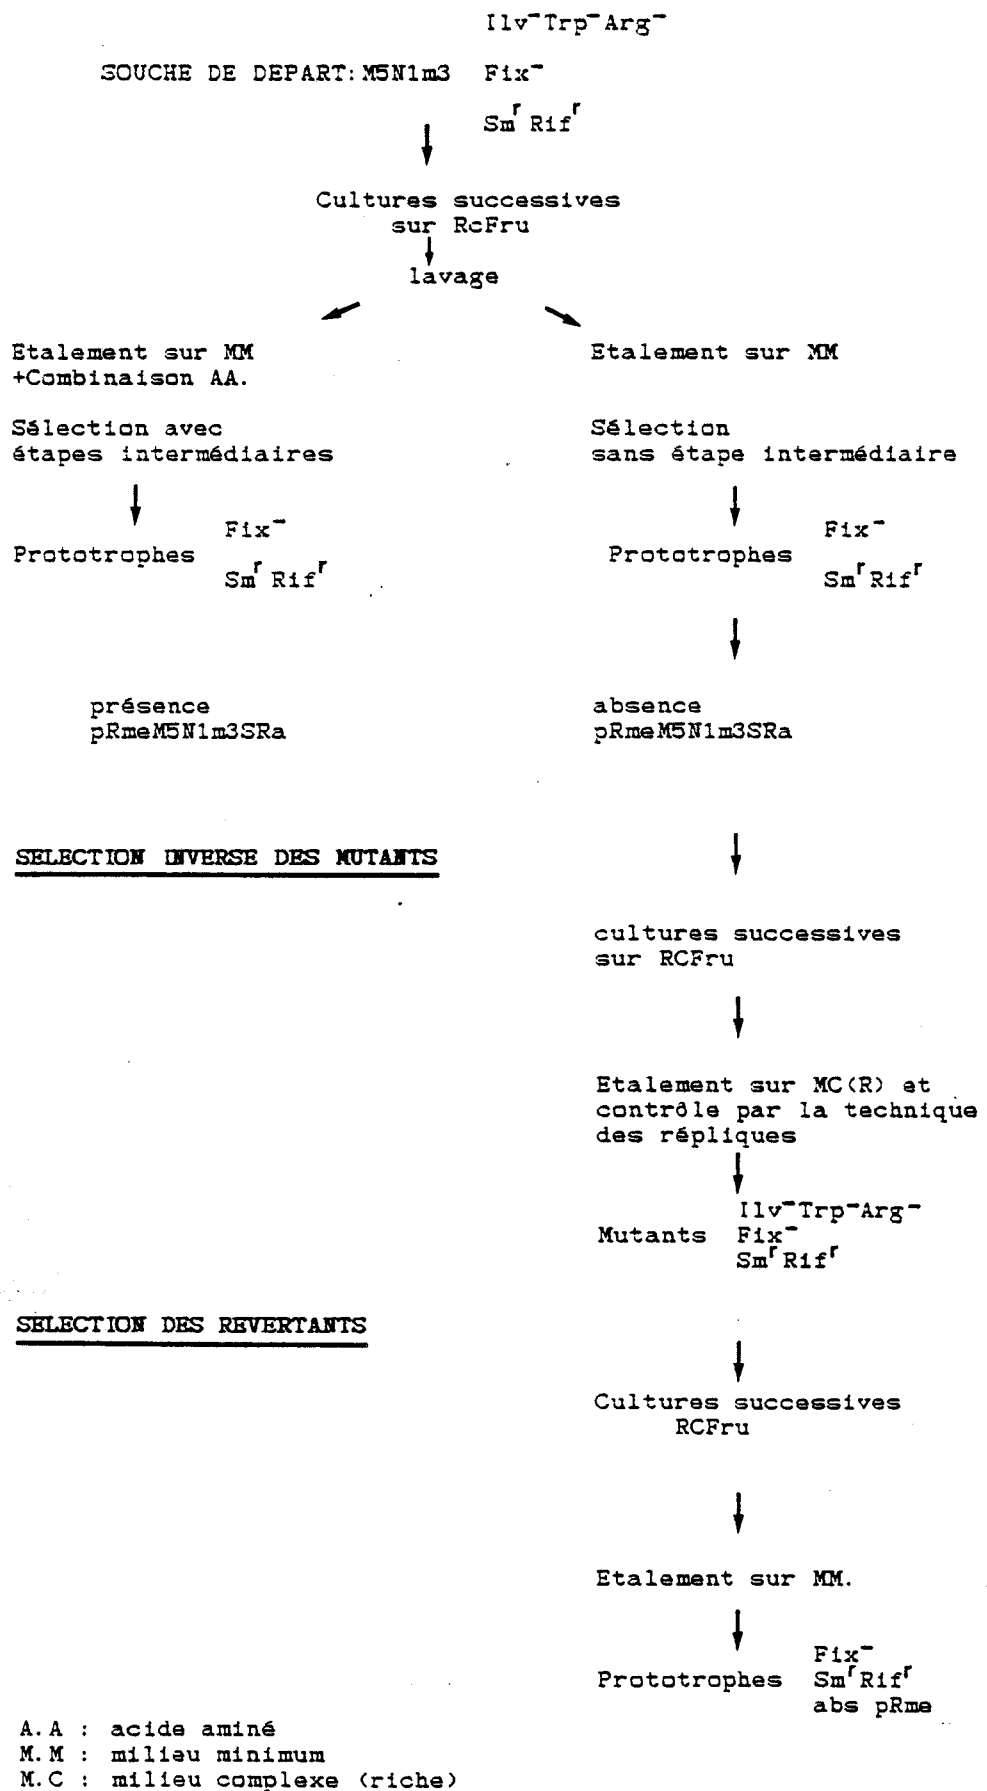 Ilv⁻Trp⁻Arg⁻
SOUCHE DE DEPART: M5N1m3 Fix⁻
Smʳ Rifʳ
Cultures successives
sur RcFru
lavage
Etalement sur MM
+Combinaison AA.
Sélection avec
étapes intermédiaires
Prototrophes
Fix⁻
Smʳ Rifʳ
présence
pRmeM5N1m3SRa
Etalement sur MM
Sélection
sans étape intermédiaire
Prototrophes
Fix⁻
Smʳ Rifʳ
absence
pRmeM5N1m3SRa
SELECTION INVERSE DES MUTANTS
cultures successives
sur RCFru
Etalement sur MC(R) et
contrôle par la technique
des répliques
Ilv⁻Trp⁻Arg⁻
Mutants Fix⁻
Smʳ Rifʳ
SELECTION DES REVERTANTS
Cultures successives
RCFru
Etalement sur MM.
Fix⁻
Prototrophes Smʳ Rifʳ
abs pRme
A.A : acide aminé
M.M : milieu minimum
M.C : milieu complexe (riche)